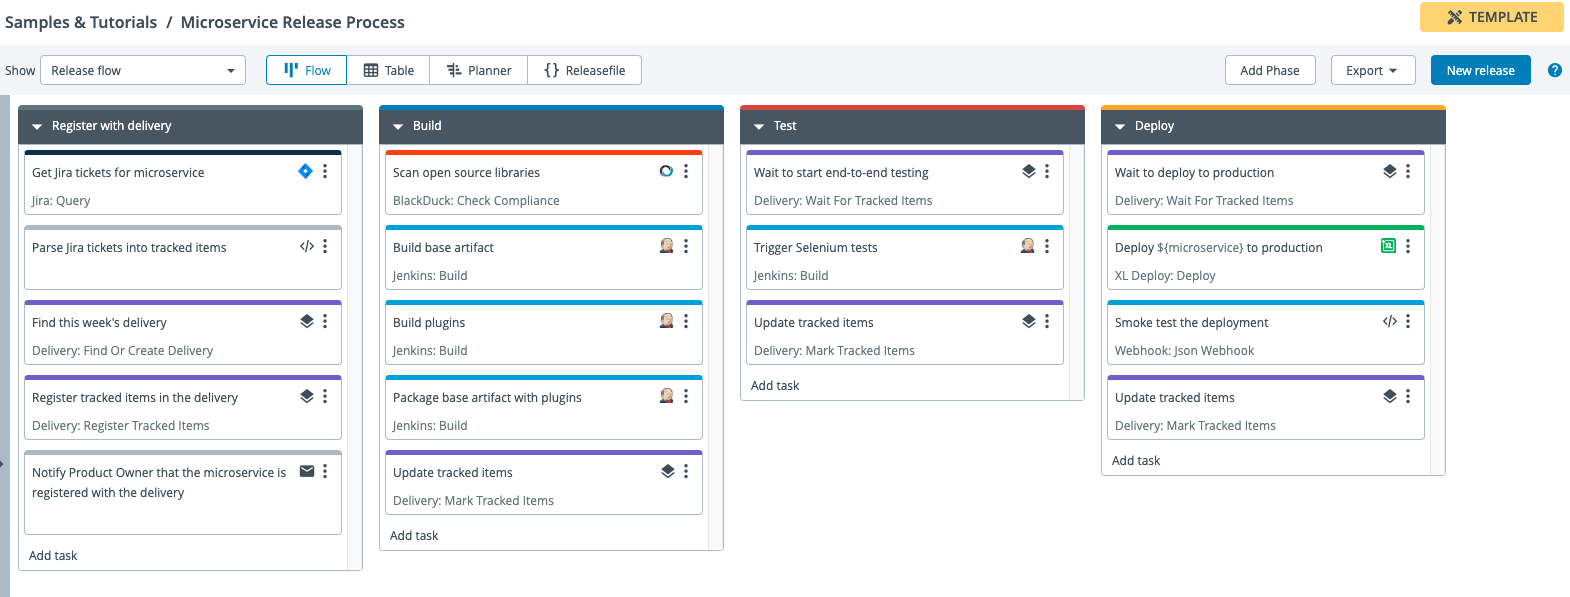 Samples & Tutorials / Microservice Release Process
TEMPLATE
Show
Release flow
Flow
Table
Planner
Releasefile
Add Phase
Export
New release
?
Register with delivery
Get Jira tickets for microservice
Jira: Query
Parse Jira tickets into tracked items
Find this week's delivery
Delivery: Find Or Create Delivery
Register tracked items in the delivery
Delivery: Register Tracked Items
Notify Product Owner that the microservice is
registered with the delivery
Add task
Build
Scan open source libraries
BlackDuck: Check Compliance
Build base artifact
Jenkins: Build
Build plugins
Jenkins: Build
Package base artifact with plugins
Jenkins: Build
Update tracked items
Delivery: Mark Tracked Items
Add task
Test
Wait to start end-to-end testing
Delivery: Wait For Tracked Items
Trigger Selenium tests
Jenkins: Build
Update tracked items
Delivery: Mark Tracked Items
Add task
Deploy
Wait to deploy to production
Delivery: Wait For Tracked Items
Deploy ${microservice} to production
XL
XL Deploy: Deploy
Smoke test the deployment
Webhook: Json Webhook
Update tracked items
Delivery: Mark Tracked Items
Add task